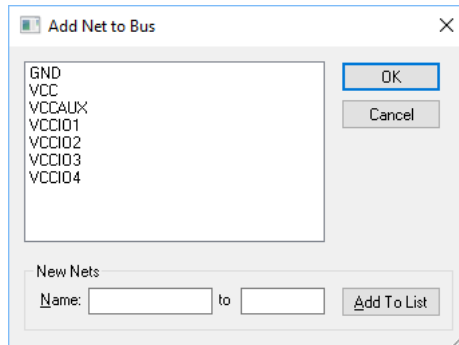 Add Net to Bus
GND
VCC
VCCAUX
VCCIO1
VCCIO2
VCCIO3
VCCIO4
OK
Cancel
New Nets
Name:
to
Add To List